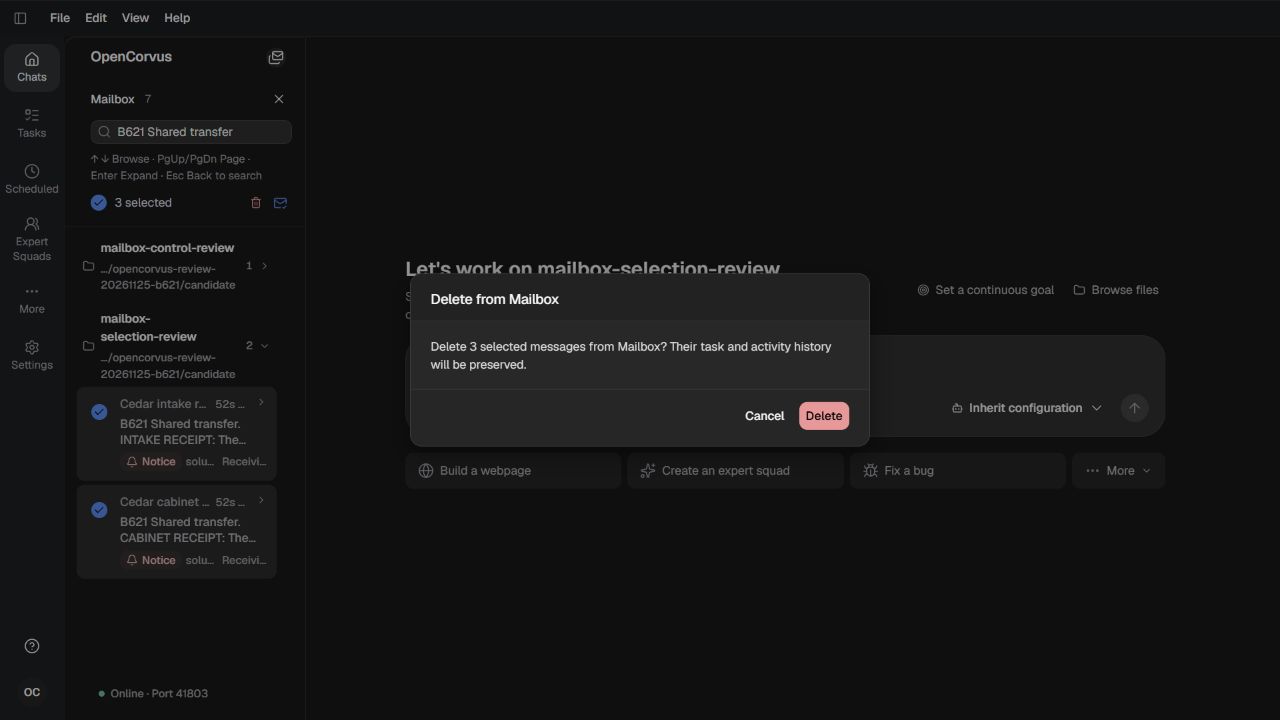 File Edit View Help
OpenCorvus
Chats
Tasks
Scheduled
Expert
Squads
More
Settings
OC
Mailbox 7
B621 Shared transfer
↑ ↓ Browse · PgUp/PgDn Page ·
Enter Expand · Esc Back to search
3 selected
mailbox-control-review
.../opencorvus-review-
20261125-b621/candidate
1
mailbox-
selection-review
.../opencorvus-review-
20261125-b621/candidate
2
Cedar intake r... 52s ...
B621 Shared transfer.
INTAKE RECEIPT: The...
Notice solu... Receivi...
Cedar cabinet ... 52s ...
B621 Shared transfer.
CABINET RECEIPT: The...
Notice solu... Receivi...
Online · Port 41803
Let's work on mailbox-selection-review
Set a continuous goal
Browse files
Delete from Mailbox
Delete 3 selected messages from Mailbox? Their task and activity history
will be preserved.
Cancel Delete
Inherit configuration
Build a webpage
Create an expert squad
Fix a bug
More